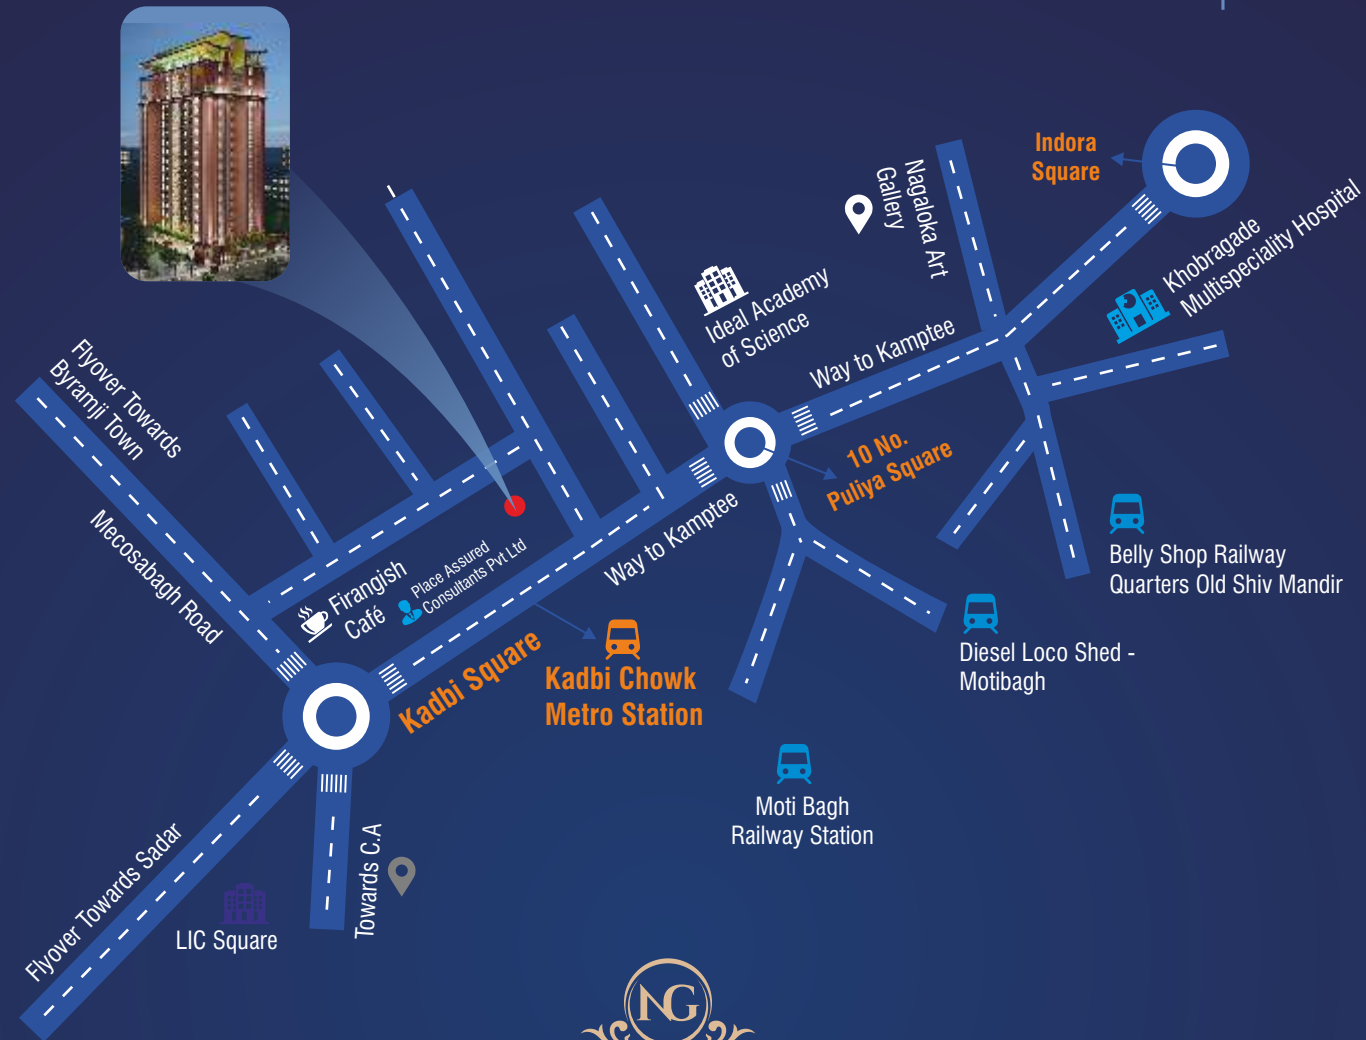 Indora
Square
Nagaloka Art
Gallery
Khobragade
Multispeciality Hospital
Ideal Academy
of Science
Way to Kamptee
Flyover Towards
Byramji Town
10 No.
Puliya Square
Mecosabagh Road
Way to Kamptee
Firangish
Café
Place Assured
Consultants Pvt Ltd
Belly Shop Railway
Quarters Old Shiv Mandir
Kadbi Square
Kadbi Chowk
Metro Station
Diesel Loco Shed -
Motibagh
Moti Bagh
Railway Station
Flyover Towards Sadar
Towards C.A
LIC Square
NG